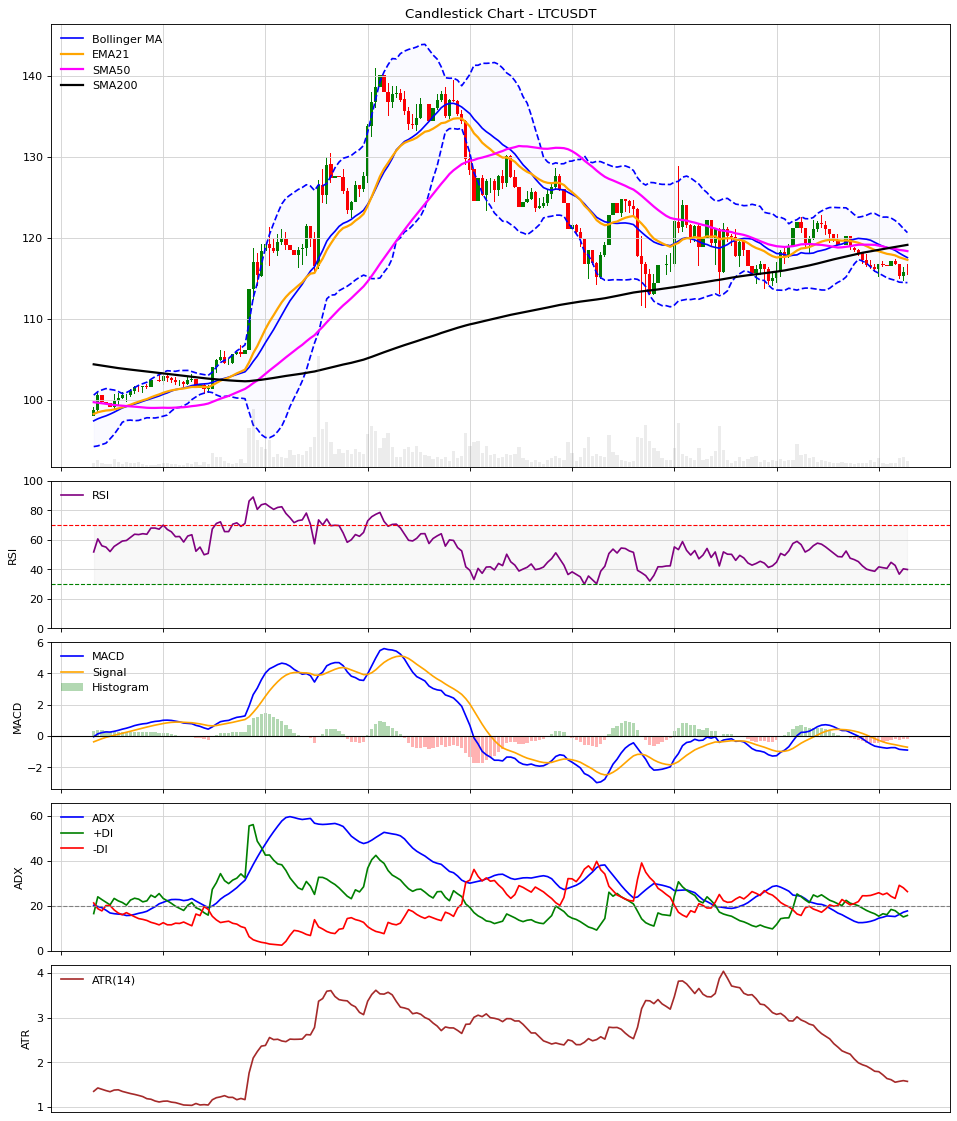 Candlestick Chart - LTCUSDT
Bollinger MA
EMA21
SMA50
SMA200
140
130
120
110
100
RSI
100
80
60
40
20
0
RSI
MACD
Signal
Histogram
6
4
2
0
−2
MACD
ADX
+DI
-DI
60
40
20
0
ADX
ATR(14)
4
3
2
1
ATR